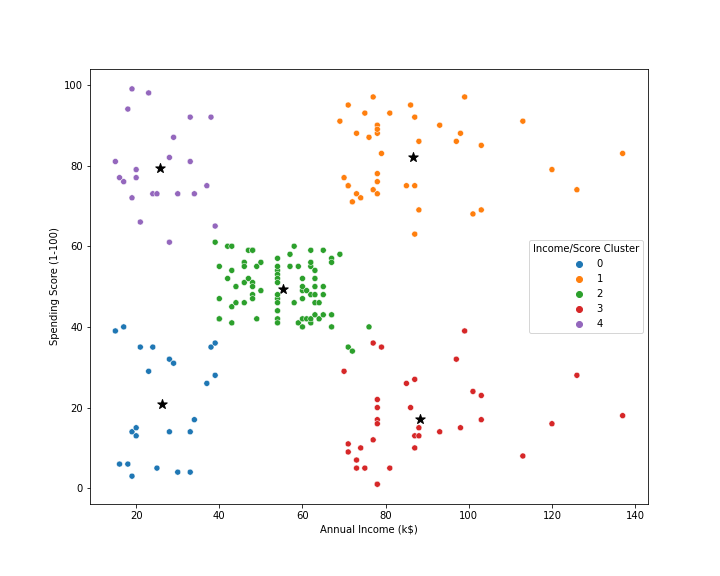 100
80
60
40
20
0
Spending Score (1-100)
Income/Score Cluster
0
1
2
3
4
20 40 60 80 100 120 140
Annual Income (k$)